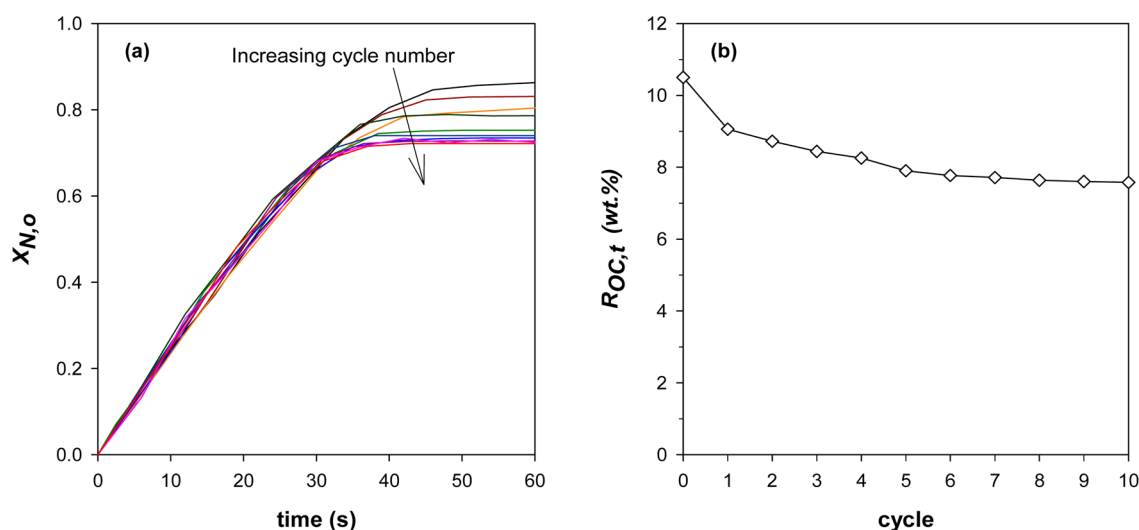 (a)
Increasing cycle number
1.0
0.8
0.6
0.4
0.2
0.0
X_N,o
0 10 20 30 40 50 60
time (s)
(b)
12
10
8
6
4
2
0
R_OC,t (wt.%)
0 1 2 3 4 5 6 7 8 9 10
cycle